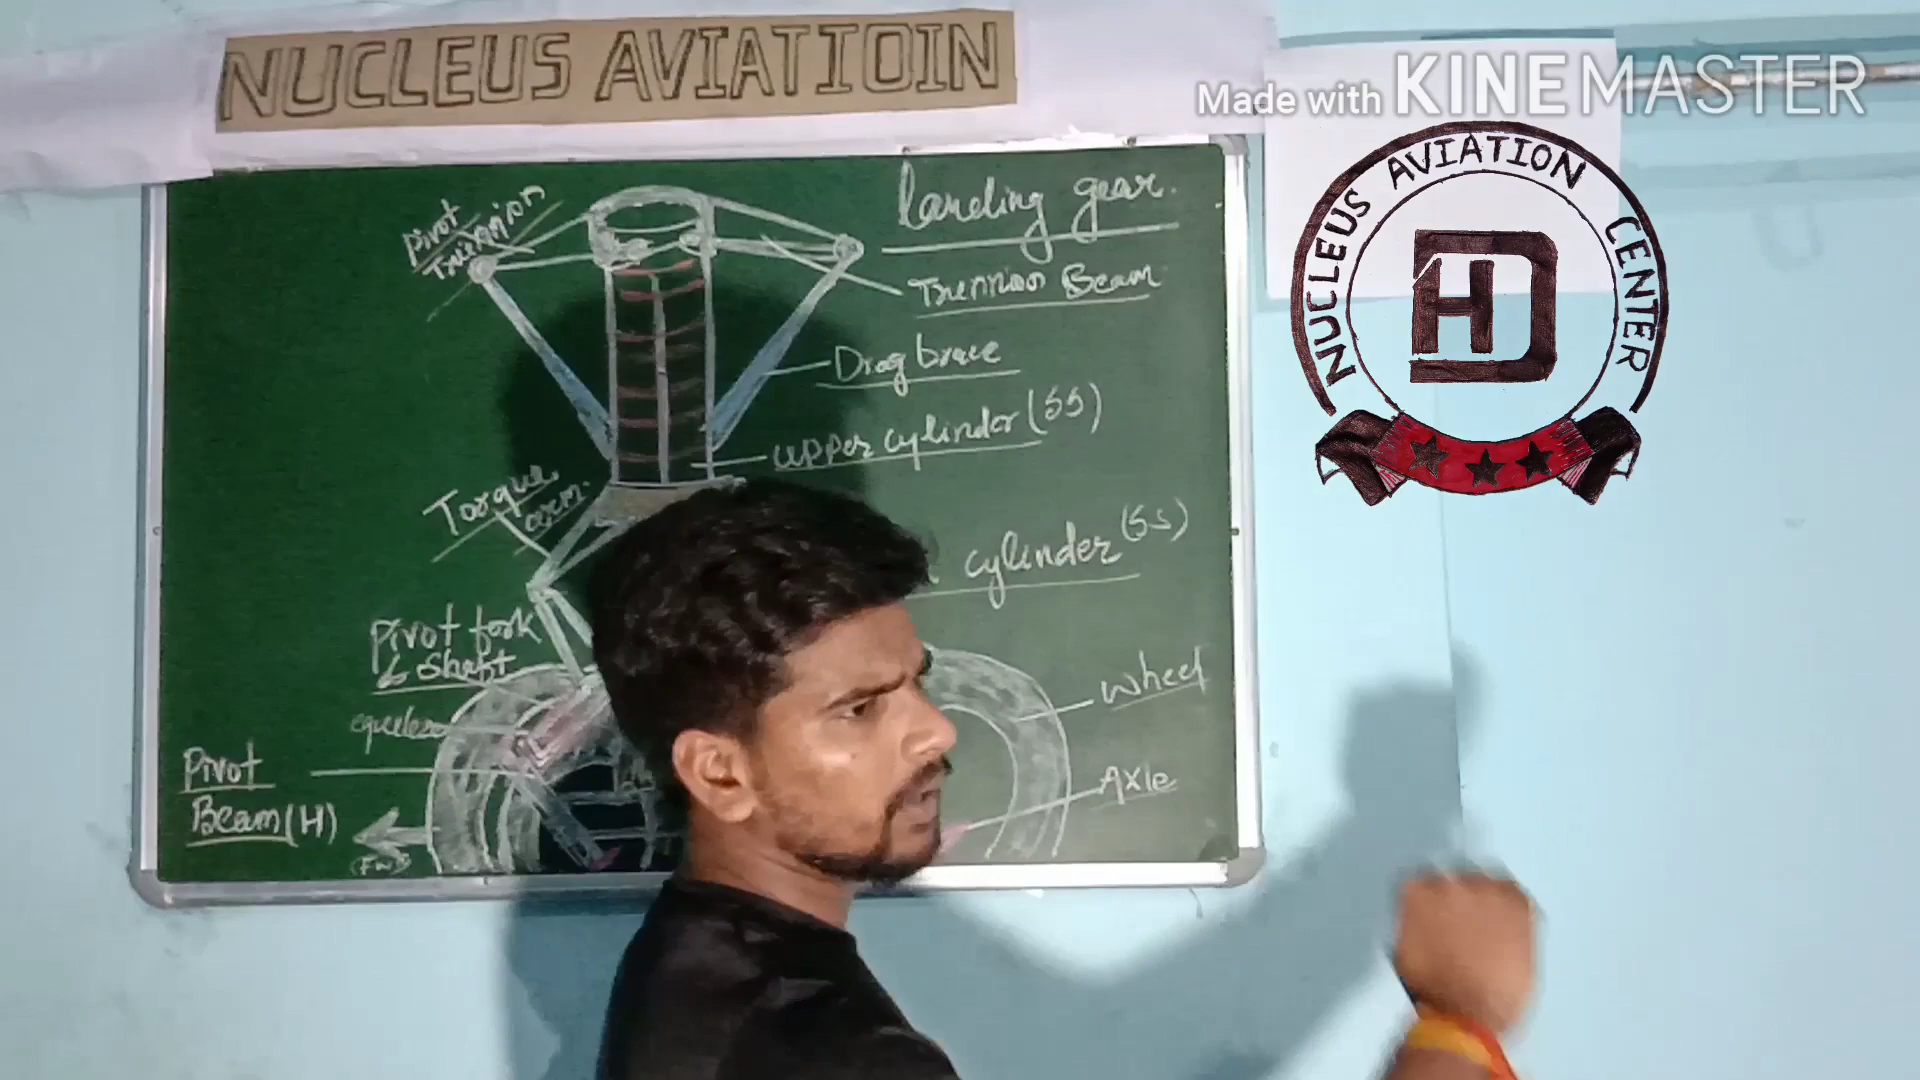 NUCLEUS AVIATIOIN
Made with KINEMASTER
NUCLEUS AVIATION CENTER
HD
landing gear.
Pivot
Trunnion
Trunnion Beam
Drag brace
upper cylinder (SS)
Torque
arm.
cylinder (SS)
Pivot fork
& Shaft
Wheel
Pivot
Beam (H)
Axle
(Fwd)